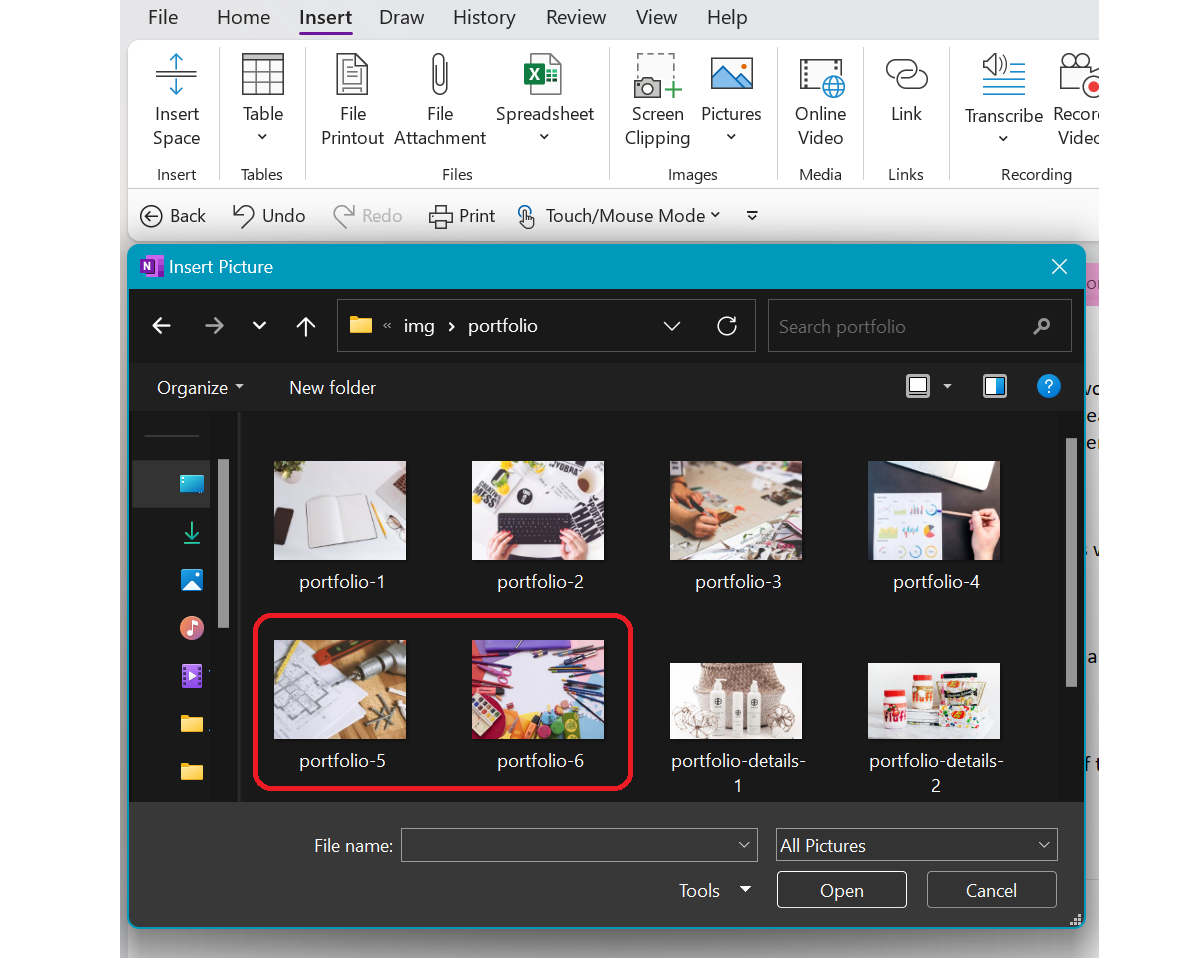 File Home Insert Draw History Review View Help
Insert Space
Table
File Printout
File Attachment
Spreadsheet
Screen Clipping
Pictures
Online Video
Link
Transcribe
Video
Insert Tables Files Images Media Links Recording
Back Undo Redo Print Touch/Mouse Mode
N Insert Picture
« img › portfolio
Search portfolio
Organize New folder ?
portfolio-1 portfolio-2 portfolio-3 portfolio-4
portfolio-5 portfolio-6 portfolio-details-1 portfolio-details-2
File name: All Pictures
Tools Open Cancel